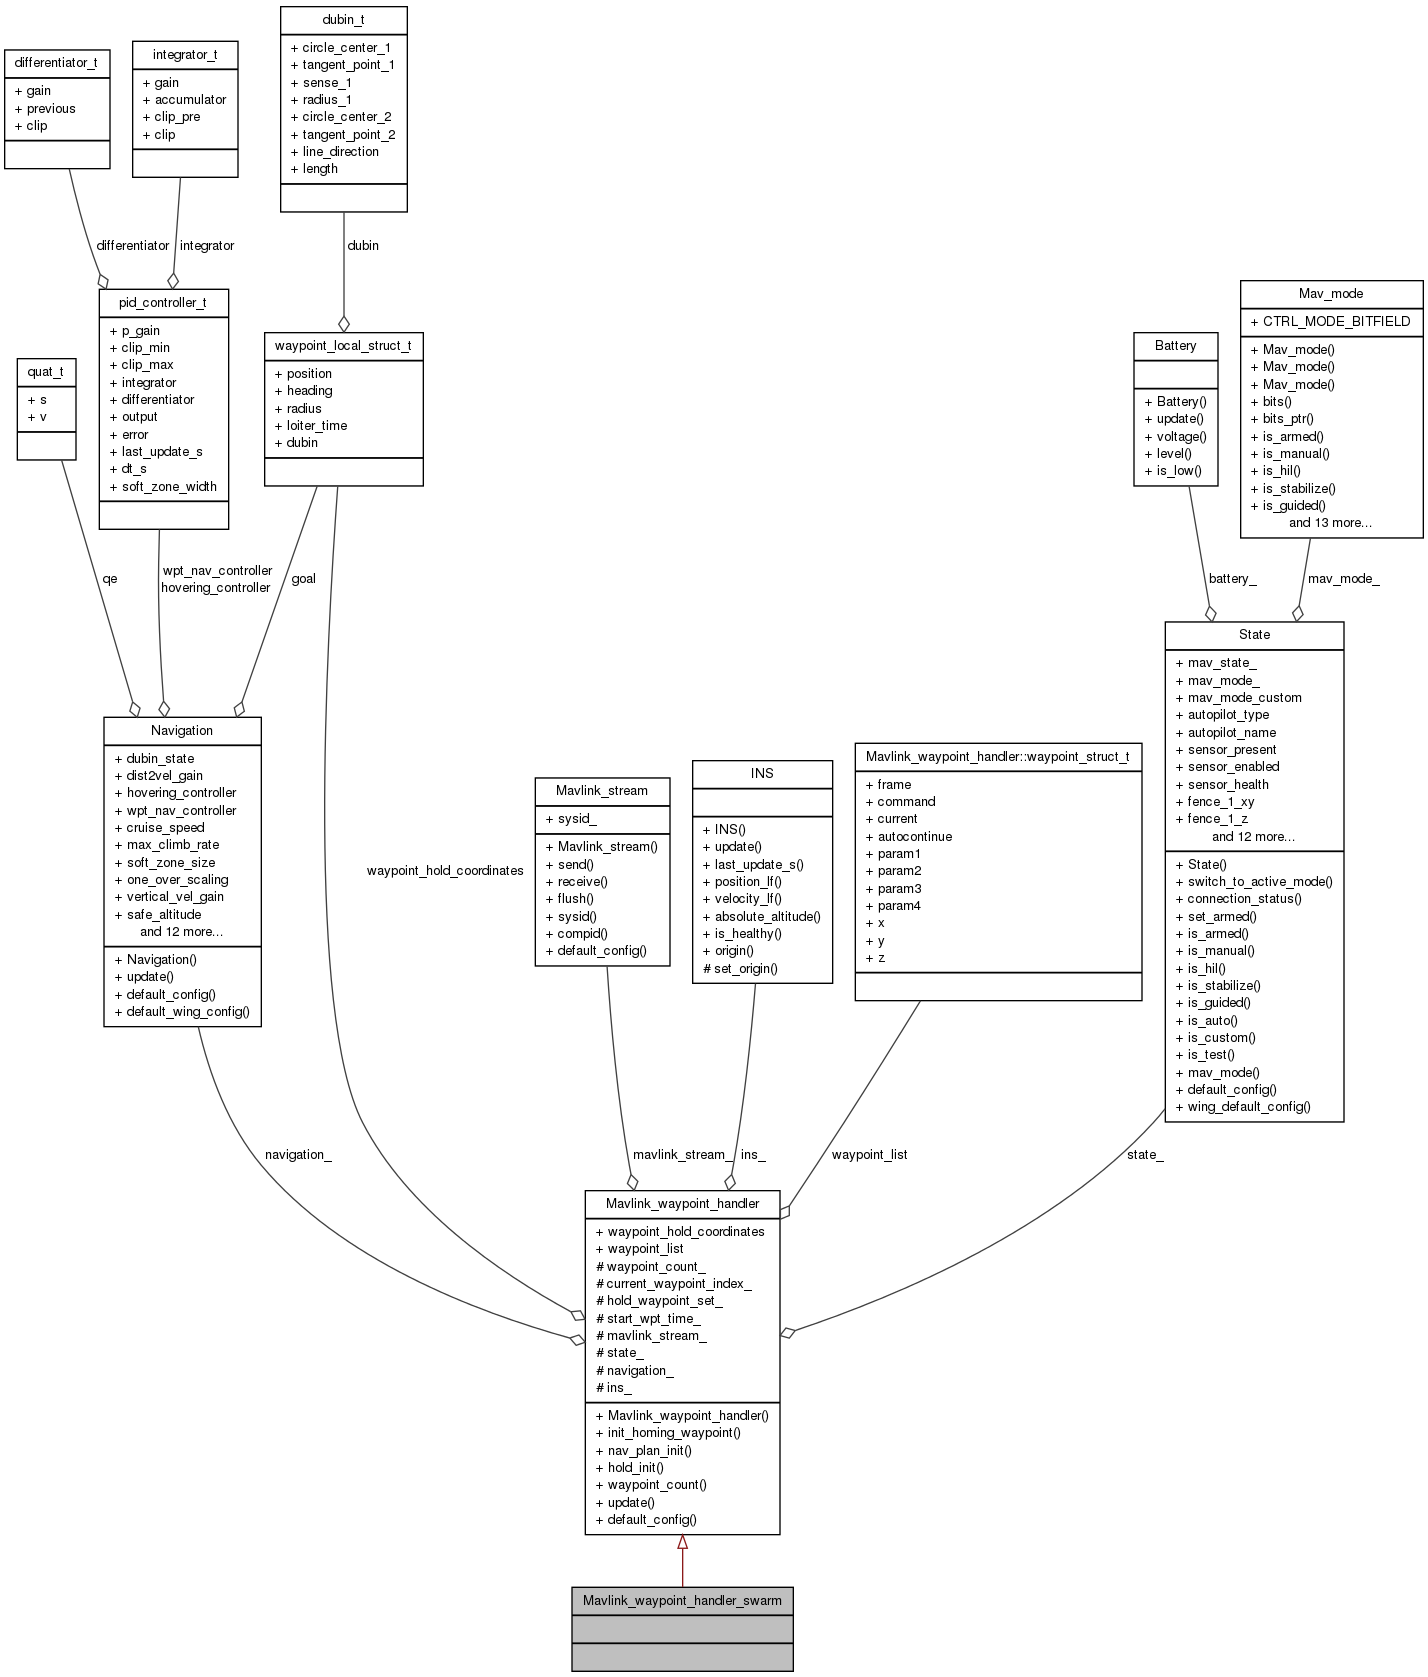 dubin_t
+ circle_center_1
+ tangent_point_1
+ sense_1
+ radius_1
+ circle_center_2
+ tangent_point_2
+ line_direction
+ length
differentiator_t
+ gain
+ previous
+ clip
integrator_t
+ gain
+ accumulator
+ clip_pre
+ clip
differentiator
integrator
dubin
pid_controller_t
+ p_gain
+ clip_min
+ clip_max
+ integrator
+ differentiator
+ output
+ error
+ last_update_s
+ dt_s
+ soft_zone_width
waypoint_local_struct_t
+ position
+ heading
+ radius
+ loiter_time
+ dubin
quat_t
+ s
+ v
Battery
+ Battery()
+ update()
+ voltage()
+ level()
+ is_low()
Mav_mode
+ CTRL_MODE_BITFIELD
+ Mav_mode()
+ Mav_mode()
+ Mav_mode()
+ bits()
+ bits_ptr()
+ is_armed()
+ is_manual()
+ is_hil()
+ is_stabilize()
+ is_guided()
and 13 more...
qe
wpt_nav_controller
hovering_controller
goal
battery_
mav_mode_
Navigation
+ dubin_state
+ dist2vel_gain
+ hovering_controller
+ wpt_nav_controller
+ cruise_speed
+ max_climb_rate
+ soft_zone_size
+ one_over_scaling
+ vertical_vel_gain
+ safe_altitude
and 12 more...
+ Navigation()
+ update()
+ default_config()
+ default_wing_config()
waypoint_hold_coordinates
Mavlink_stream
+ sysid_
+ Mavlink_stream()
+ send()
+ receive()
+ flush()
+ sysid()
+ compid()
+ default_config()
INS
+ INS()
+ update()
+ last_update_s()
+ position_lf()
+ velocity_lf()
+ absolute_altitude()
+ is_healthy()
+ origin()
# set_origin()
Mavlink_waypoint_handler::waypoint_struct_t
+ frame
+ command
+ current
+ autocontinue
+ param1
+ param2
+ param3
+ param4
+ x
+ y
+ z
State
+ mav_state_
+ mav_mode_
+ mav_mode_custom
+ autopilot_type
+ autopilot_name
+ sensor_present
+ sensor_enabled
+ sensor_health
+ fence_1_xy
+ fence_1_z
and 12 more...
+ State()
+ switch_to_active_mode()
+ connection_status()
+ set_armed()
+ is_armed()
+ is_manual()
+ is_hil()
+ is_stabilize()
+ is_guided()
+ is_auto()
+ is_custom()
+ is_test()
+ mav_mode()
+ default_config()
+ wing_default_config()
navigation_
mavlink_stream_
ins_
waypoint_list
state_
Mavlink_waypoint_handler
+ waypoint_hold_coordinates
+ waypoint_list
# waypoint_count_
# current_waypoint_index_
# hold_waypoint_set_
# start_wpt_time_
# mavlink_stream_
# state_
# navigation_
# ins_
+ Mavlink_waypoint_handler()
+ init_homing_waypoint()
+ nav_plan_init()
+ hold_init()
+ waypoint_count()
+ update()
+ default_config()
Mavlink_waypoint_handler_swarm